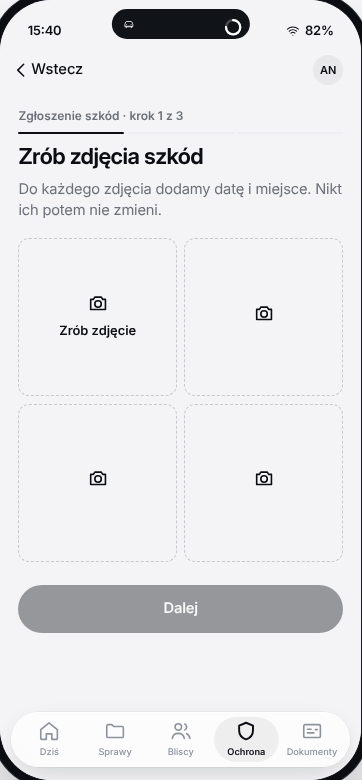 15:40
82%
Wstecz
AN
Zgłoszenie szkód · krok 1 z 3
Zrób zdjęcia szkód
Do każdego zdjęcia dodamy datę i miejsce. Nikt
ich potem nie zmieni.
Zrób zdjęcie
Dalej
Dziś
Sprawy
Bliscy
Ochrona
Dokumenty